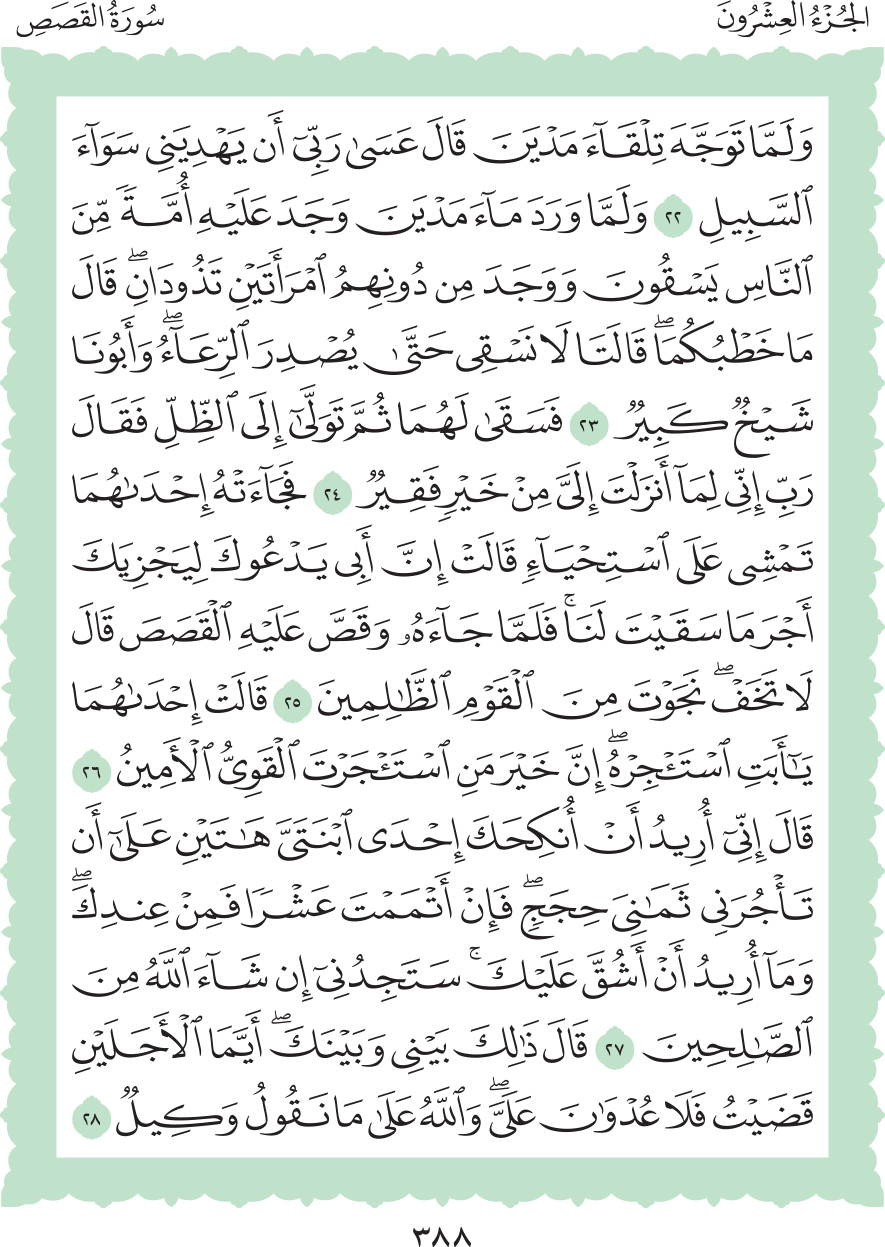 الجُزْءُ العِشْرُونَ
سُورَةُ القَصَصِ
وَلَمَّا تَوَجَّهَ تِلْقَآءَ مَدْيَنَ قَالَ عَسَىٰ رَبِّىٓ أَن يَهْدِيَنِى سَوَآءَ
ٱلسَّبِيلِ ٢٢ وَلَمَّا وَرَدَ مَآءَ مَدْيَنَ وَجَدَ عَلَيْهِ أُمَّةً مِّنَ
ٱلنَّاسِ يَسْقُونَ وَوَجَدَ مِن دُونِهِمُ ٱمْرَأَتَيْنِ تَذُودَانِۖ قَالَ
مَا خَطْبُكُمَاۖ قَالَتَا لَا نَسْقِى حَتَّىٰ يُصْدِرَ ٱلرِّعَآءُۖ وَأَبُونَا
شَيْخٌ كَبِيرٌ ٢٣ فَسَقَىٰ لَهُمَا ثُمَّ تَوَلَّىٰٓ إِلَى ٱلظِّلِّ فَقَالَ
رَبِّ إِنِّى لِمَآ أَنزَلْتَ إِلَىَّ مِنْ خَيْرٍ فَقِيرٌ ٢٤ فَجَآءَتْهُ إِحْدَىٰهُمَا
تَمْشِى عَلَى ٱسْتِحْيَآءٍ قَالَتْ إِنَّ أَبِى يَدْعُوكَ لِيَجْزِيَكَ
أَجْرَ مَا سَقَيْتَ لَنَاۚ فَلَمَّا جَآءَهُۥ وَقَصَّ عَلَيْهِ ٱلْقَصَصَ قَالَ
لَا تَخَفْۖ نَجَوْتَ مِنَ ٱلْقَوْمِ ٱلظَّٰلِمِينَ ٢٥ قَالَتْ إِحْدَىٰهُمَا
يَٰٓأَبَتِ ٱسْتَـْٔجِرْهُۖ إِنَّ خَيْرَ مَنِ ٱسْتَـْٔجَرْتَ ٱلْقَوِىُّ ٱلْأَمِينُ ٢٦
قَالَ إِنِّىٓ أُرِيدُ أَنْ أُنكِحَكَ إِحْدَى ٱبْنَتَىَّ هَٰتَيْنِ عَلَىٰٓ أَن
تَأْجُرَنِى ثَمَٰنِىَ حِجَجٍۖ فَإِنْ أَتْمَمْتَ عَشْرًا فَمِنْ عِندِكَۖ
وَمَآ أُرِيدُ أَنْ أَشُقَّ عَلَيْكَۚ سَتَجِدُنِىٓ إِن شَآءَ ٱللَّهُ مِنَ
ٱلصَّٰلِحِينَ ٢٧ قَالَ ذَٰلِكَ بَيْنِى وَبَيْنَكَۖ أَيَّمَا ٱلْأَجَلَيْنِ
قَضَيْتُ فَلَا عُدْوَٰنَ عَلَىَّۖ وَٱللَّهُ عَلَىٰ مَا نَقُولُ وَكِيلٌ ٢٨
٣٨٨